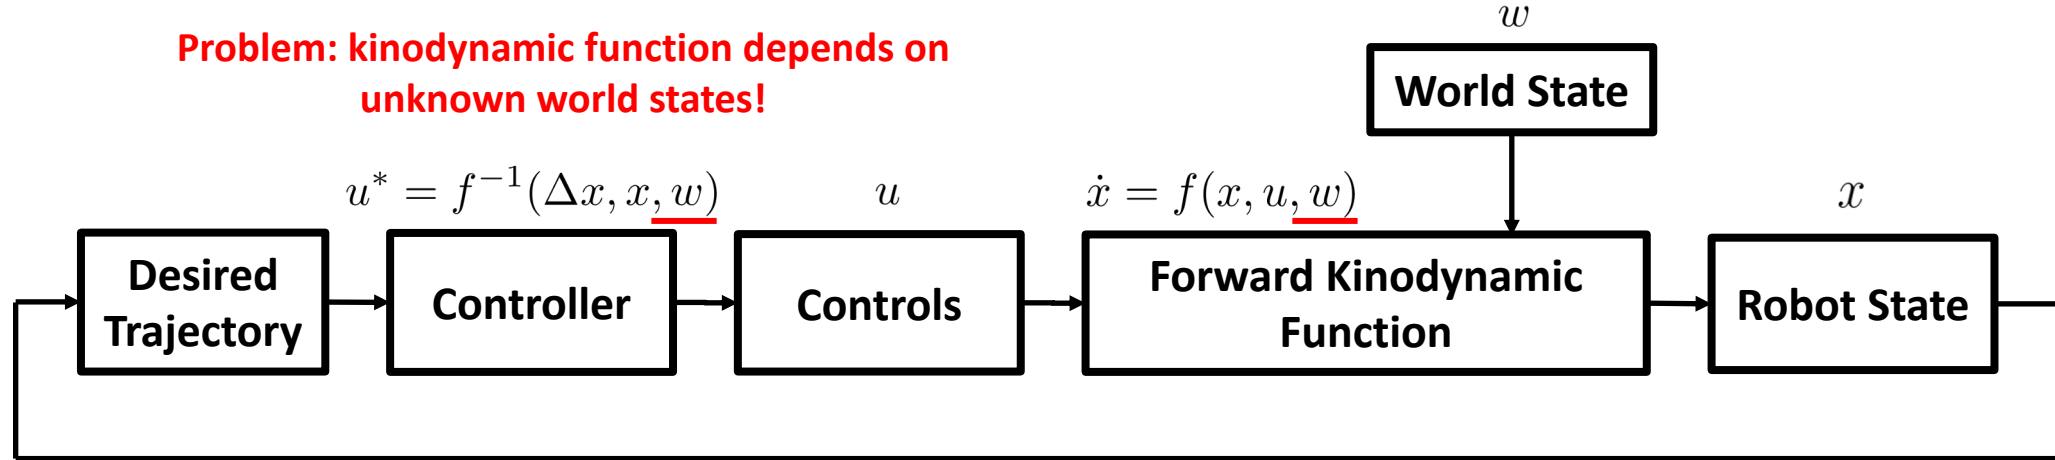 w
Problem: kinodynamic function depends on
unknown world states!
World State
u* = f⁻¹(Δx, x, w)
u
ẋ = f(x, u, w)
x
Desired
Trajectory
Controller
Controls
Forward Kinodynamic
Function
Robot State